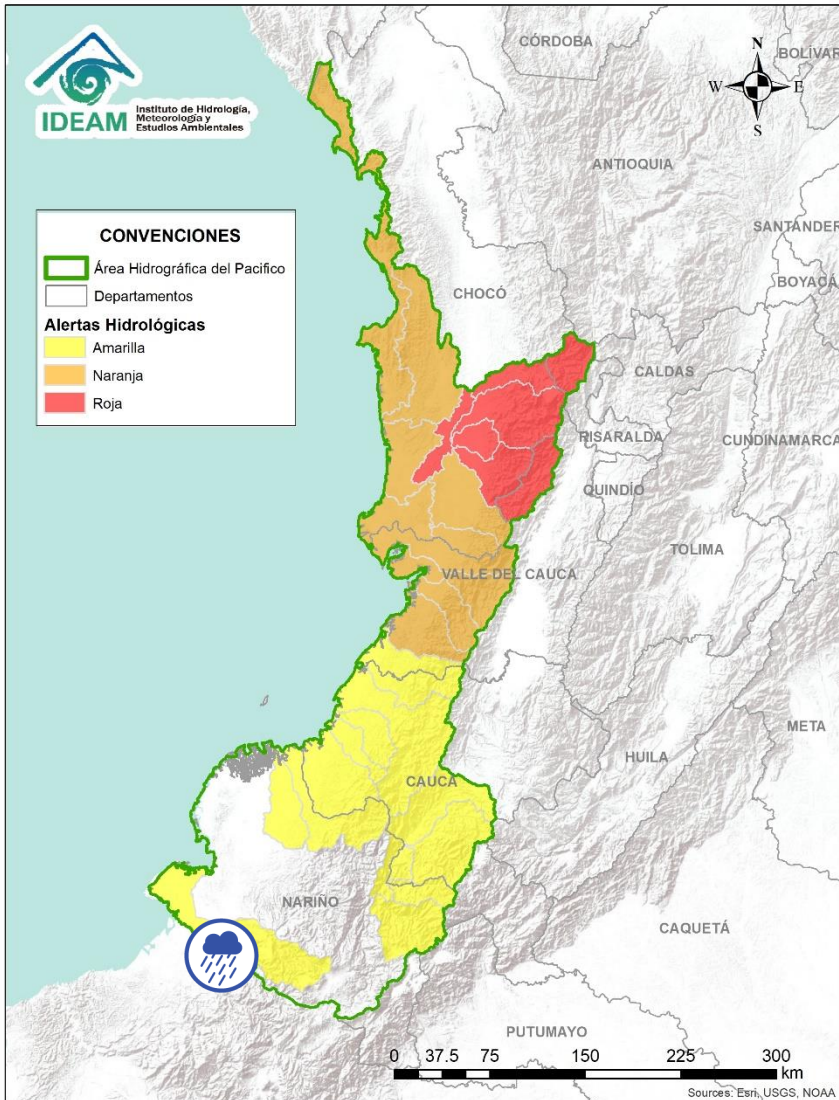 IDEAM
Instituto de Hidrología,
Meteorología y
Estudios Ambientales
CÓRDOBA
BOLÍVAR
N
W
E
S
ANTIOQUIA
SANTANDER
BOYACÁ
CONVENCIONES
Área Hidrográfica del Pacifico
Departamentos
Alertas Hidrológicas
Amarilla
Naranja
Roja
CHOCÓ
CALDAS
RISARALDA
CUNDINAMARCA
QUINDÍO
TOLIMA
VALLE DEL CAUCA
META
HUILA
CAUCA
NARIÑO
CAQUETÁ
PUTUMAYO
0 37.5 75 150 225 300
km
Sources: Esri, USGS, NOAA